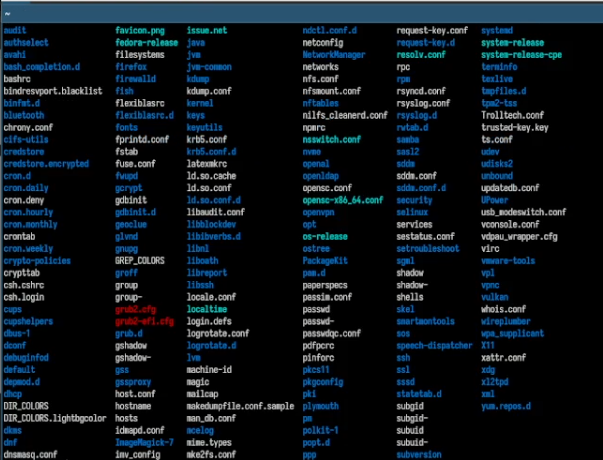 ~
audit favicon.png issue.net ndctl.conf.d request-key.conf systemd
authselect fedora-release java netconfig request-key.d system-release
avahi filesystems jvm NetworkManager resolv.conf system-release-cpe
bash_completion.d firefox jvm-common networks rpc terminfo
bashrc firewalld kdump nfs.conf rpm texlive
bindresvport.blacklist fish kdump.conf nfsmount.conf rsyncd.conf tmpfiles.d
binfmt.d flexiblasrc kernel nftables rsyslog.conf tpm2-tss
bluetooth flexiblasrc.d keys nilfs_cleanerd.conf rsyslog.d Trolltech.conf
chrony.conf fonts keyutils npmrc rwtab.d trusted-key.key
cifs-utils fprintd.conf krb5.conf nsswitch.conf samba ts.conf
credstore fstab krb5.conf.d nvme sasl2 udev
credstore.encrypted fuse.conf latexmkrc openal sddm udisks2
cron.d fwupd ld.so.cache openldap sddm.conf unbound
cron.daily gcrypt ld.so.conf opensc.conf sddm.conf.d updatedb.conf
cron.deny gdbinit ld.so.conf.d opensc-x86_64.conf security UPower
cron.hourly gdbinit.d libaudit.conf openvpn selinux usb_modeswitch.conf
cron.monthly geoclue libblockdev opt services vconsole.conf
crontab glvnd libibverbs.d os-release sestatus.conf vdpau_wrapper.cfg
cron.weekly gnupg libnl ostree setroubleshoot virc
crypto-policies GREP_COLORS liboath PackageKit sgml vmware-tools
crypttab groff libreport pam.d shadow vpl
csh.cshrc group libssh paperspecs shadow- vpnc
csh.login group- locale.conf passim.conf shells vulkan
cups grub2.cfg localtime passwd skel whois.conf
cupshelpers grub2-efi.cfg login.defs passwd- smartmontools wireplumber
dbus-1 grub.d logrotate.conf passwdqc.conf sos wpa_supplicant
dconf gshadow logrotate.d pdfpcrc speech-dispatcher X11
debuginfod gshadow- lvm pinforc ssh xattr.conf
default gss machine-id pkcs11 ssl xdg
depmod.d gssproxy magic pkgconfig sssd xl2tpd
dhcp host.conf mailcap pki statetab.d xml
DIR_COLORS hostname makedumpfile.conf.sample plymouth subgid yum.repos.d
DIR_COLORS.lightbgcolor hosts man_db.conf pm subgid-
dkms idmapd.conf mcelog polkit-1 subuid
dnf ImageMagick-7 mime.types popt.d subuid-
dnsmasq.conf imv_config mke2fs.conf ppp subversion